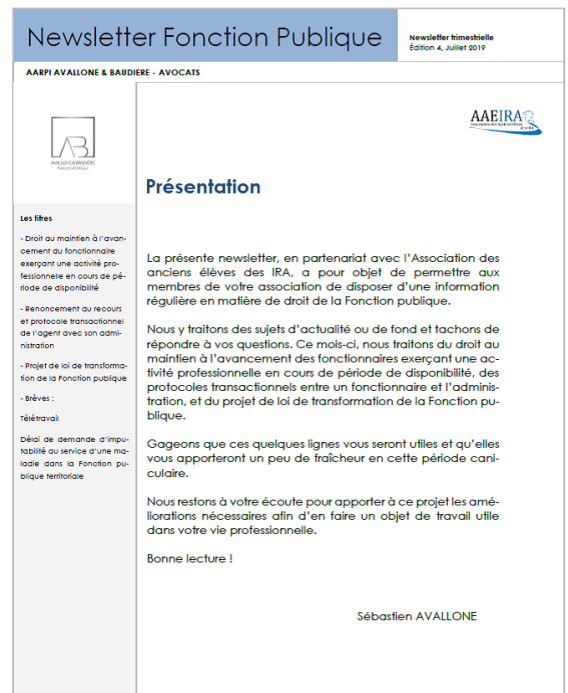 Newsletter Fonction Publique
Newsletter trimestrielle
Édition 4, Juillet 2019
AARPI AVALLONE & BAUDIERE - AVOCATS
AB
AVALLONE & BAUDIERE
AAEIRA
Présentation
Les titres
- Droit au maintien à l'avan-
cement du fonctionnaire
exerçant une activité pro-
fessionnelle en cours de pé-
riode de disponibilité
- Renoncement au recours
et protocole transactionnel
de l'agent avec son admi-
nistration
- Projet de loi de transforma-
tion de la Fonction publique
- Brèves :
Télétravail
Délai de demande d'impu-
tabilité au service d'une ma-
ladie dans la Fonction pu-
blique territoriale
La présente newsletter, en partenariat avec l'Association des
anciens élèves des IRA, a pour objet de permettre aux
membres de votre association de disposer d'une information
régulière en matière de droit de la Fonction publique.
Nous y traitons des sujets d'actualité ou de fond et tachons de
répondre à vos questions. Ce mois-ci, nous traitons du droit au
maintien à l'avancement des fonctionnaires exerçant une ac-
tivité professionnelle en cours de période de disponibilité, des
protocoles transactionnels entre un fonctionnaire et l'adminis-
tration, et du projet de loi de transformation de la Fonction pu-
blique.
Gageons que ces quelques lignes vous seront utiles et qu'elles
vous apporteront un peu de fraîcheur en cette période cani-
culaire.
Nous restons à votre écoute pour apporter à ce projet les amé-
liorations nécessaires afin d'en faire un objet de travail utile
dans votre vie professionnelle.
Bonne lecture !
Sébastien AVALLONE